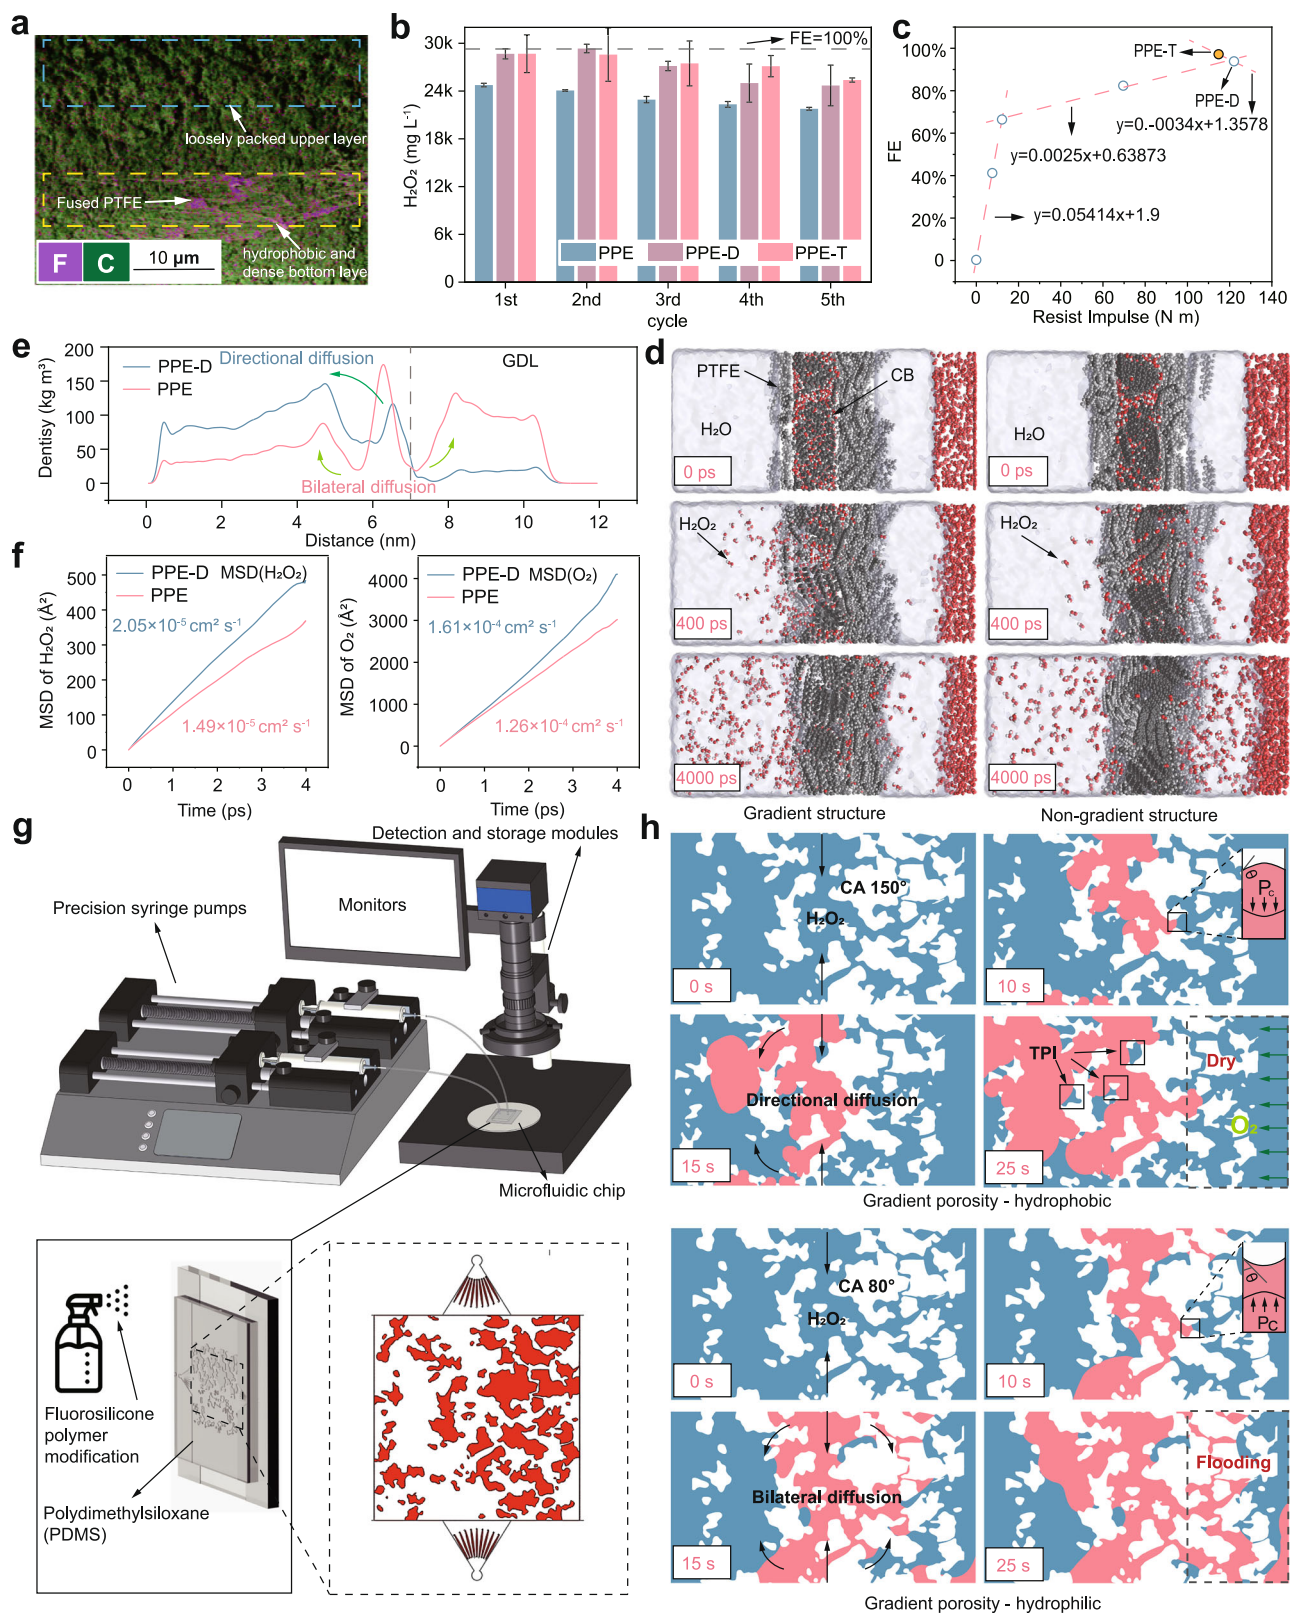 a
loosely packed upper layer
Fused PTFE
hydrophobic and
dense bottom laye
F C 10 μm
b
H₂O₂ (mg L⁻¹)
30k
24k
18k
12k
6k
0
FE=100%
PPE PPE-D PPE-T
1st 2nd 3rd 4th 5th
cycle
c
FE
100%
80%
60%
40%
20%
0
PPE-T
PPE-D
y=0.-0034x+1.3578
y=0.0025x+0.63873
y=0.05414x+1.9
0 20 40 60 80 100 120 140
Resist Impulse (N m)
e
Dentisy (kg m³)
200
150
100
50
0
PPE-D
PPE
Directional diffusion
GDL
Bilateral diffusion
0 2 4 6 8 10 12
Distance (nm)
d
PTFE
CB
H₂O
0 ps
H₂O
0 ps
H₂O₂
400 ps
H₂O₂
400 ps
4000 ps
4000 ps
Gradient structure
Non-gradient structure
f
MSD of H₂O₂ (Å²)
500
400
300
200
100
0
PPE-D MSD(H₂O₂)
PPE
2.05×10⁻⁵ cm² s⁻¹
1.49×10⁻⁵ cm² s⁻¹
0 1 2 3 4
Time (ps)
MSD of O₂ (Å²)
4000
3000
2000
1000
0
PPE-D MSD(O₂)
PPE
1.61×10⁻⁴ cm² s⁻¹
1.26×10⁻⁴ cm² s⁻¹
0 1 2 3 4
Time (ps)
g
Detection and storage modules
Precision syringe pumps
Monitors
Microfluidic chip
Fluorosilicone
polymer
modification
Polydimethylsiloxane
(PDMS)
h
CA 150°
H₂O₂
0 s
θ
Pc
10 s
Directional diffusion
15 s
TPI
Dry
O₂
25 s
Gradient porosity - hydrophobic
CA 80°
H₂O₂
0 s
θ
PC
10 s
Bilateral diffusion
15 s
Flooding
25 s
Gradient porosity - hydrophilic